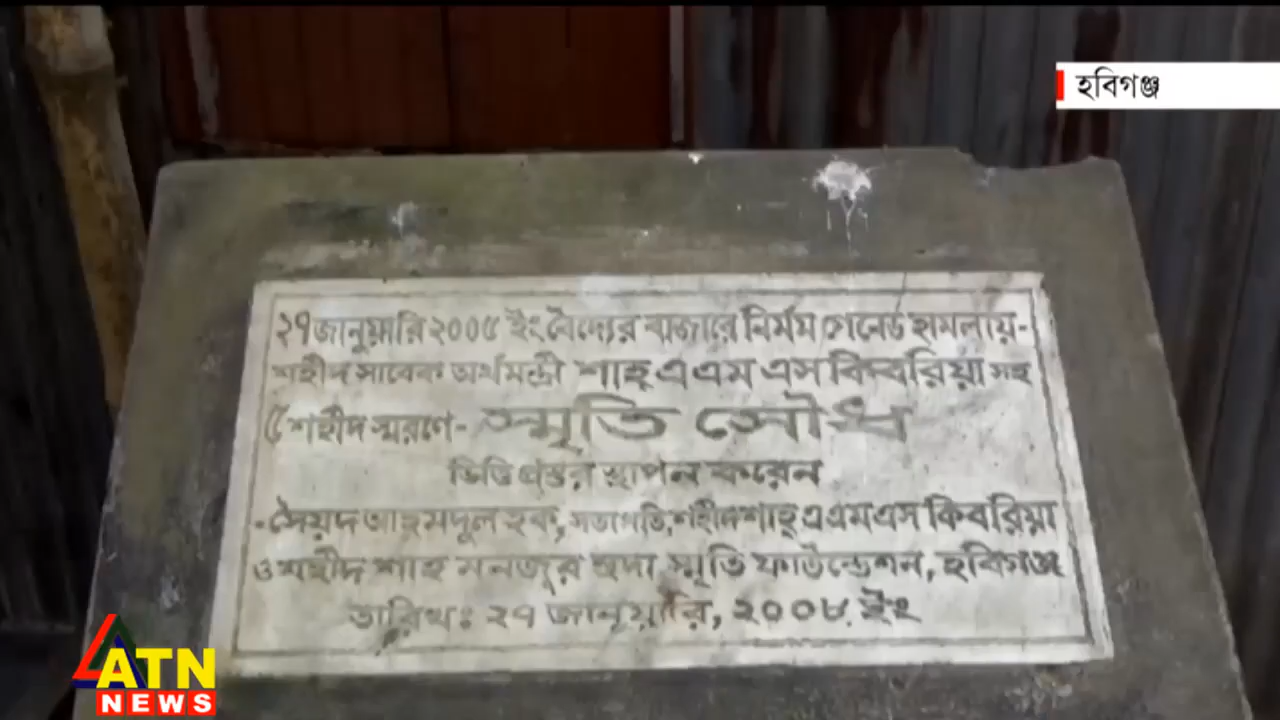 হবিগঞ্জ
২৭ জানুয়ারি ২০০৫ ইং বৈদ্যের বাজারে নির্মম গ্রেনেড হামলায়-
শহীদ সাবেক অর্থমন্ত্রী শাহ্ এ এম এস কিবরিয়া সহ
৫ শহীদ স্মরণে- স্মৃতি সৌধ
ভিত্তি প্রস্তর স্থাপন করেন
-সৈয়দ আহমদুল হক, সভাপতি, শহীদ শাহ্ এ এম এস কিবরিয়া
ও শহীদ শাহ মনজুর হুদা স্মৃতি ফাউন্ডেশন, হবিগঞ্জ
তারিখঃ ২৭ জানুয়ারি, ২০০৮ ইং
ATN
NEWS